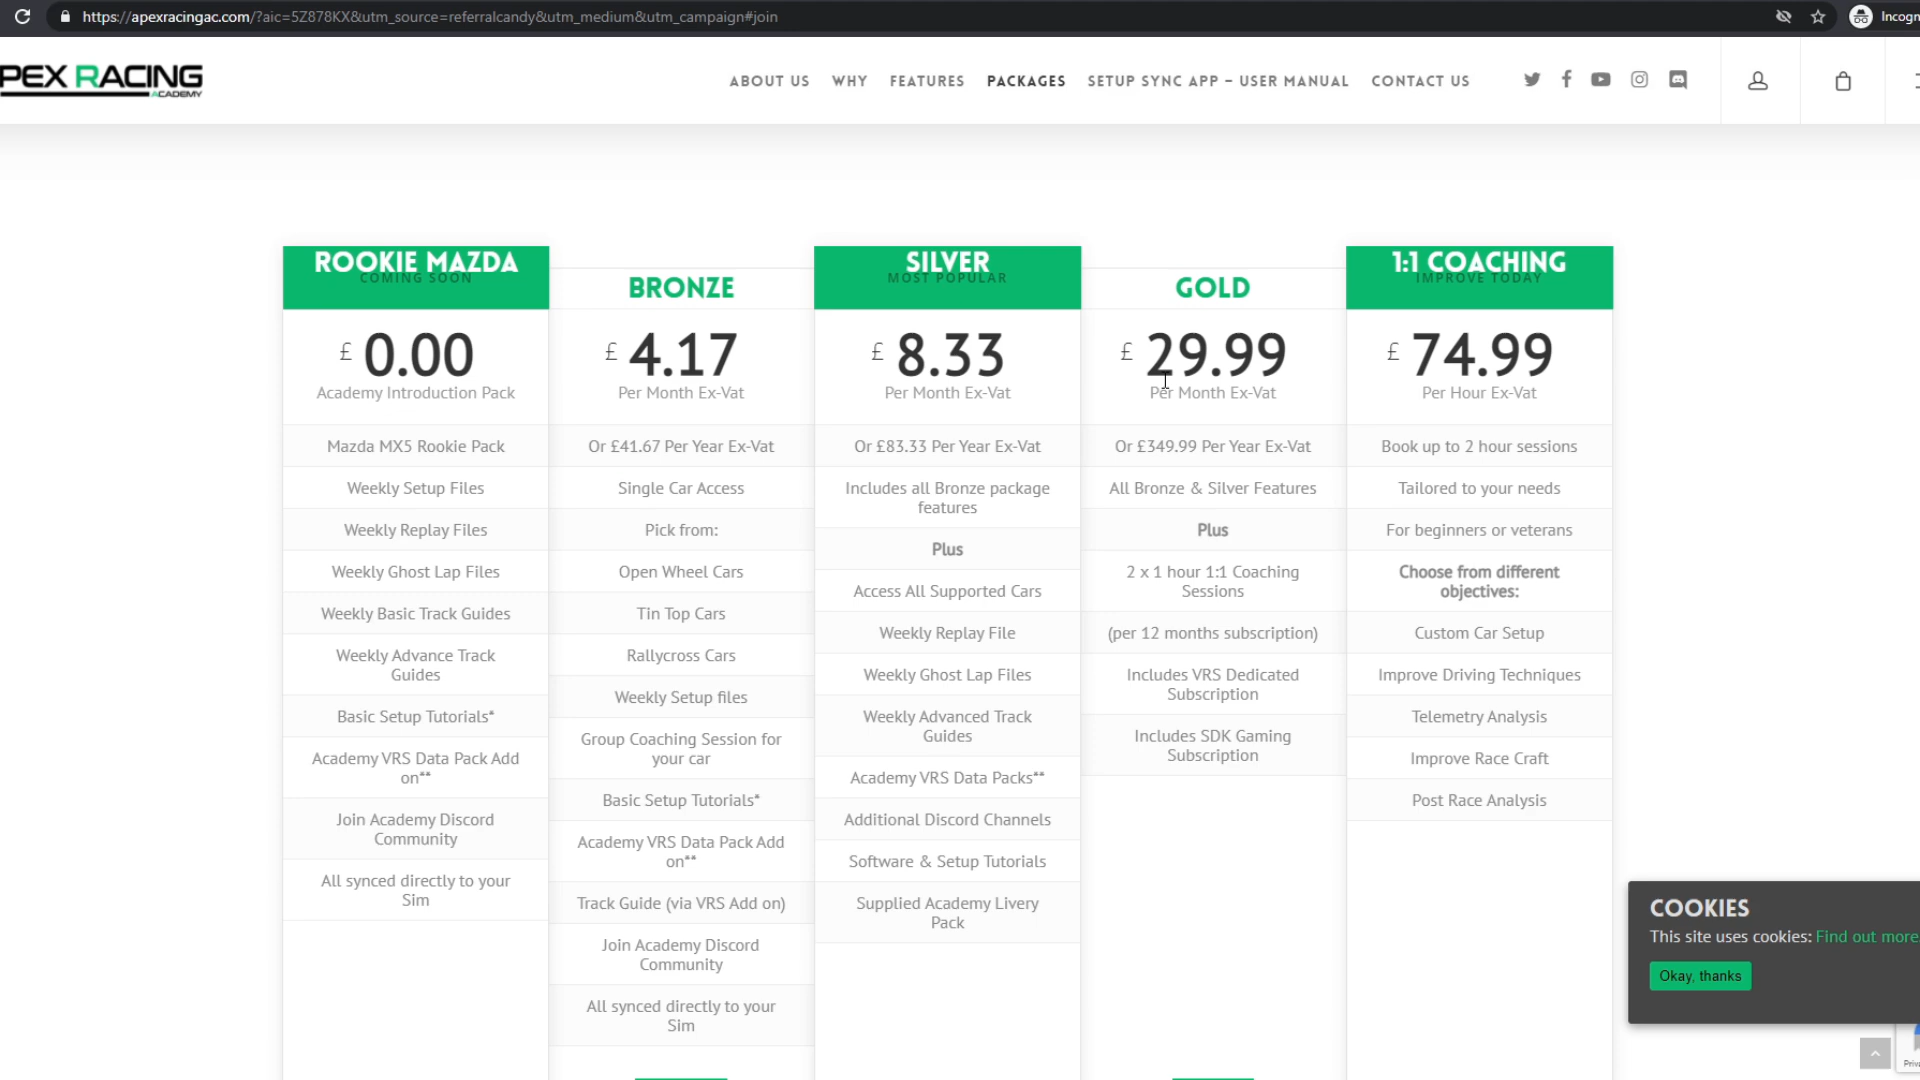 https://apexracingac.com/?aic=5Z878KX&utm_source=referralcandy&utm_medium&utm_campaign#join
Incogn
PEX RACING
ACADEMY
ABOUT US
WHY
FEATURES
PACKAGES
SETUP SYNC APP – USER MANUAL
CONTACT US
ROOKIE MAZDA
COMING SOON
£ 0.00
Academy Introduction Pack
Mazda MX5 Rookie Pack
Weekly Setup Files
Weekly Replay Files
Weekly Ghost Lap Files
Weekly Basic Track Guides
Weekly Advance Track
Guides
Basic Setup Tutorials*
Academy VRS Data Pack Add
on**
Join Academy Discord
Community
All synced directly to your
Sim
BRONZE
£ 4.17
Per Month Ex-Vat
Or £41.67 Per Year Ex-Vat
Single Car Access
Pick from:
Open Wheel Cars
Tin Top Cars
Rallycross Cars
Weekly Setup files
Group Coaching Session for
your car
Basic Setup Tutorials*
Academy VRS Data Pack Add
on**
Track Guide (via VRS Add on)
Join Academy Discord
Community
All synced directly to your
Sim
SILVER
MOST POPULAR
£ 8.33
Per Month Ex-Vat
Or £83.33 Per Year Ex-Vat
Includes all Bronze package
features
Plus
Access All Supported Cars
Weekly Replay File
Weekly Ghost Lap Files
Weekly Advanced Track
Guides
Academy VRS Data Packs**
Additional Discord Channels
Software & Setup Tutorials
Supplied Academy Livery
Pack
GOLD
£ 29.99
Per Month Ex-Vat
Or £349.99 Per Year Ex-Vat
All Bronze & Silver Features
Plus
2 x 1 hour 1:1 Coaching
Sessions
(per 12 months subscription)
Includes VRS Dedicated
Subscription
Includes SDK Gaming
Subscription
1:1 COACHING
IMPROVE TODAY
£ 74.99
Per Hour Ex-Vat
Book up to 2 hour sessions
Tailored to your needs
For beginners or veterans
Choose from different
objectives:
Custom Car Setup
Improve Driving Techniques
Telemetry Analysis
Improve Race Craft
Post Race Analysis
COOKIES
This site uses cookies: Find out more.
Okay, thanks
Priv